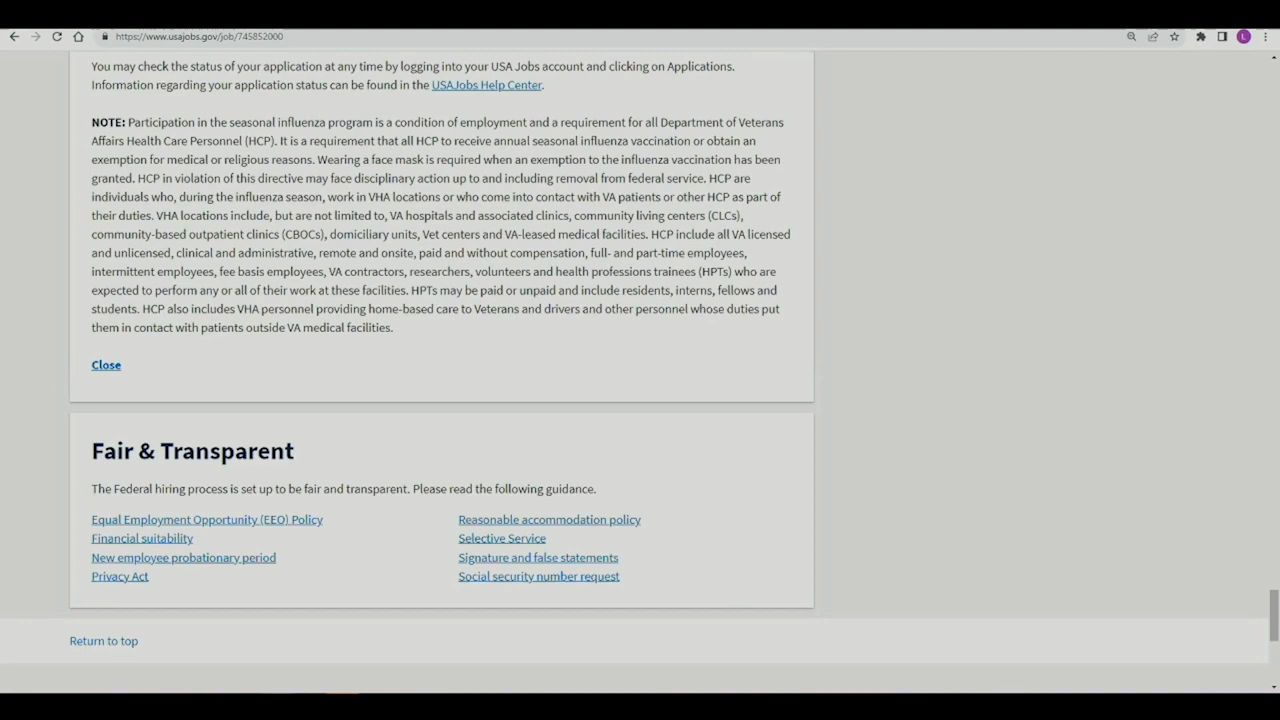 https://www.usajobs.gov/job/745852000
L
You may check the status of your application at any time by logging into your USA Jobs account and clicking on Applications.
Information regarding your application status can be found in the USAJobs Help Center.
NOTE: Participation in the seasonal influenza program is a condition of employment and a requirement for all Department of Veterans
Affairs Health Care Personnel (HCP). It is a requirement that all HCP to receive annual seasonal influenza vaccination or obtain an
exemption for medical or religious reasons. Wearing a face mask is required when an exemption to the influenza vaccination has been
granted. HCP in violation of this directive may face disciplinary action up to and including removal from federal service. HCP are
individuals who, during the influenza season, work in VHA locations or who come into contact with VA patients or other HCP as part of
their duties. VHA locations include, but are not limited to, VA hospitals and associated clinics, community living centers (CLCs),
community-based outpatient clinics (CBOCs), domiciliary units, Vet centers and VA-leased medical facilities. HCP include all VA licensed
and unlicensed, clinical and administrative, remote and onsite, paid and without compensation, full- and part-time employees,
intermittent employees, fee basis employees, VA contractors, researchers, volunteers and health professions trainees (HPTs) who are
expected to perform any or all of their work at these facilities. HPTs may be paid or unpaid and include residents, interns, fellows and
students. HCP also includes VHA personnel providing home-based care to Veterans and drivers and other personnel whose duties put
them in contact with patients outside VA medical facilities.
Close
Fair & Transparent
The Federal hiring process is set up to be fair and transparent. Please read the following guidance.
Equal Employment Opportunity (EEO) Policy
Financial suitability
New employee probationary period
Privacy Act
Reasonable accommodation policy
Selective Service
Signature and false statements
Social security number request
Return to top